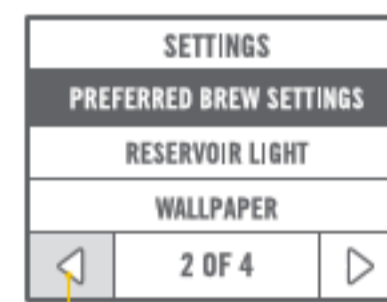 SETTINGS
PREFERRED BREW SETTINGS
RESERVOIR LIGHT
WALLPAPER
2 OF 4